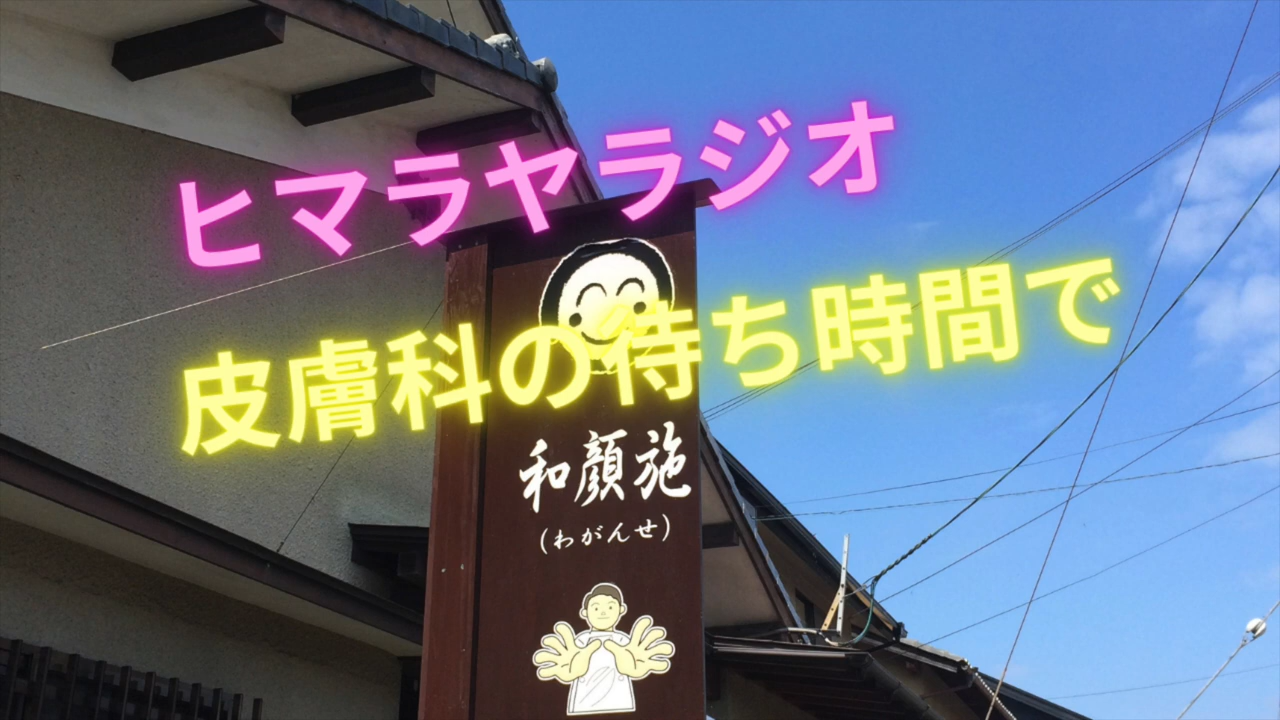 ヒマラヤラジオ
皮膚科の待ち時間で
和顔施
(わがんせ)